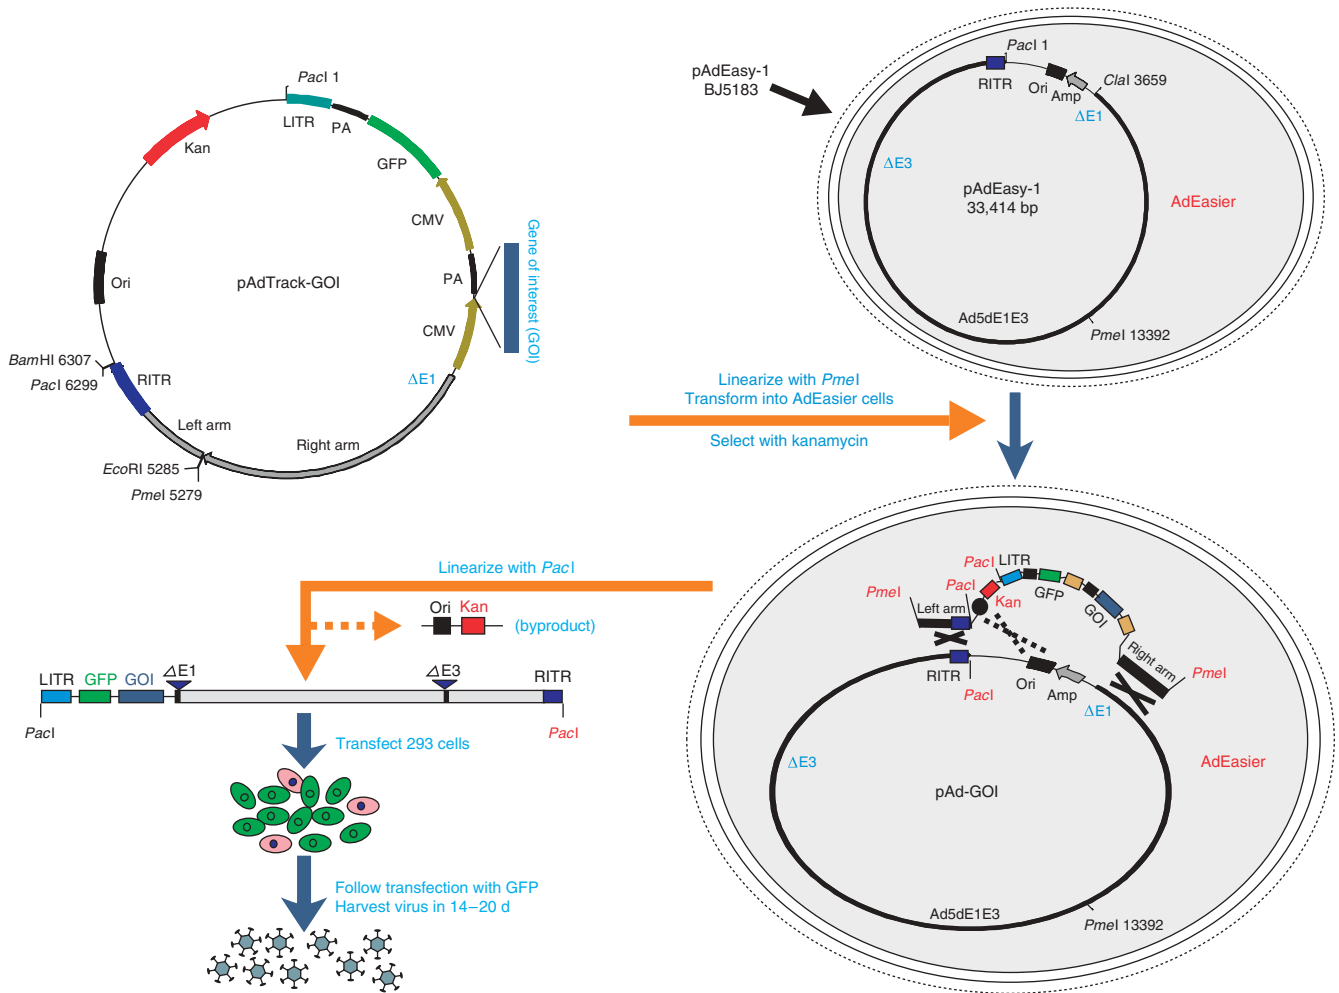 PacI 1
LITR
PA
GFP
Kan
CMV
Gene of interest (GOI)
PA
Ori
pAdTrack-GOI
CMV
BamHI 6307
PacI 6299
RITR
ΔE1
Left arm
Right arm
EcoRI 5285
PmeI 5279
pAdEasy-1
BJ5183
PacI 1
RITR
Ori
Amp
ClaI 3659
ΔE1
ΔE3
pAdEasy-1
33,414 bp
AdEasier
Ad5dE1E3
PmeI 13392
Linearize with PmeI
Transform into AdEasier cells
Select with kanamycin
PacI
LITR
PmeI
PacI
Kan
GFP
GOI
Left arm
Right arm
PmeI
RITR
PacI
Ori
Amp
ΔE1
ΔE3
AdEasier
pAd-GOI
Ad5dE1E3
PmeI 13392
Linearize with PacI
Ori
Kan
(byproduct)
LITR
GFP
GOI
ΔE1
ΔE3
RITR
PacI
PacI
Transfect 293 cells
Follow transfection with GFP
Harvest virus in 14–20 d